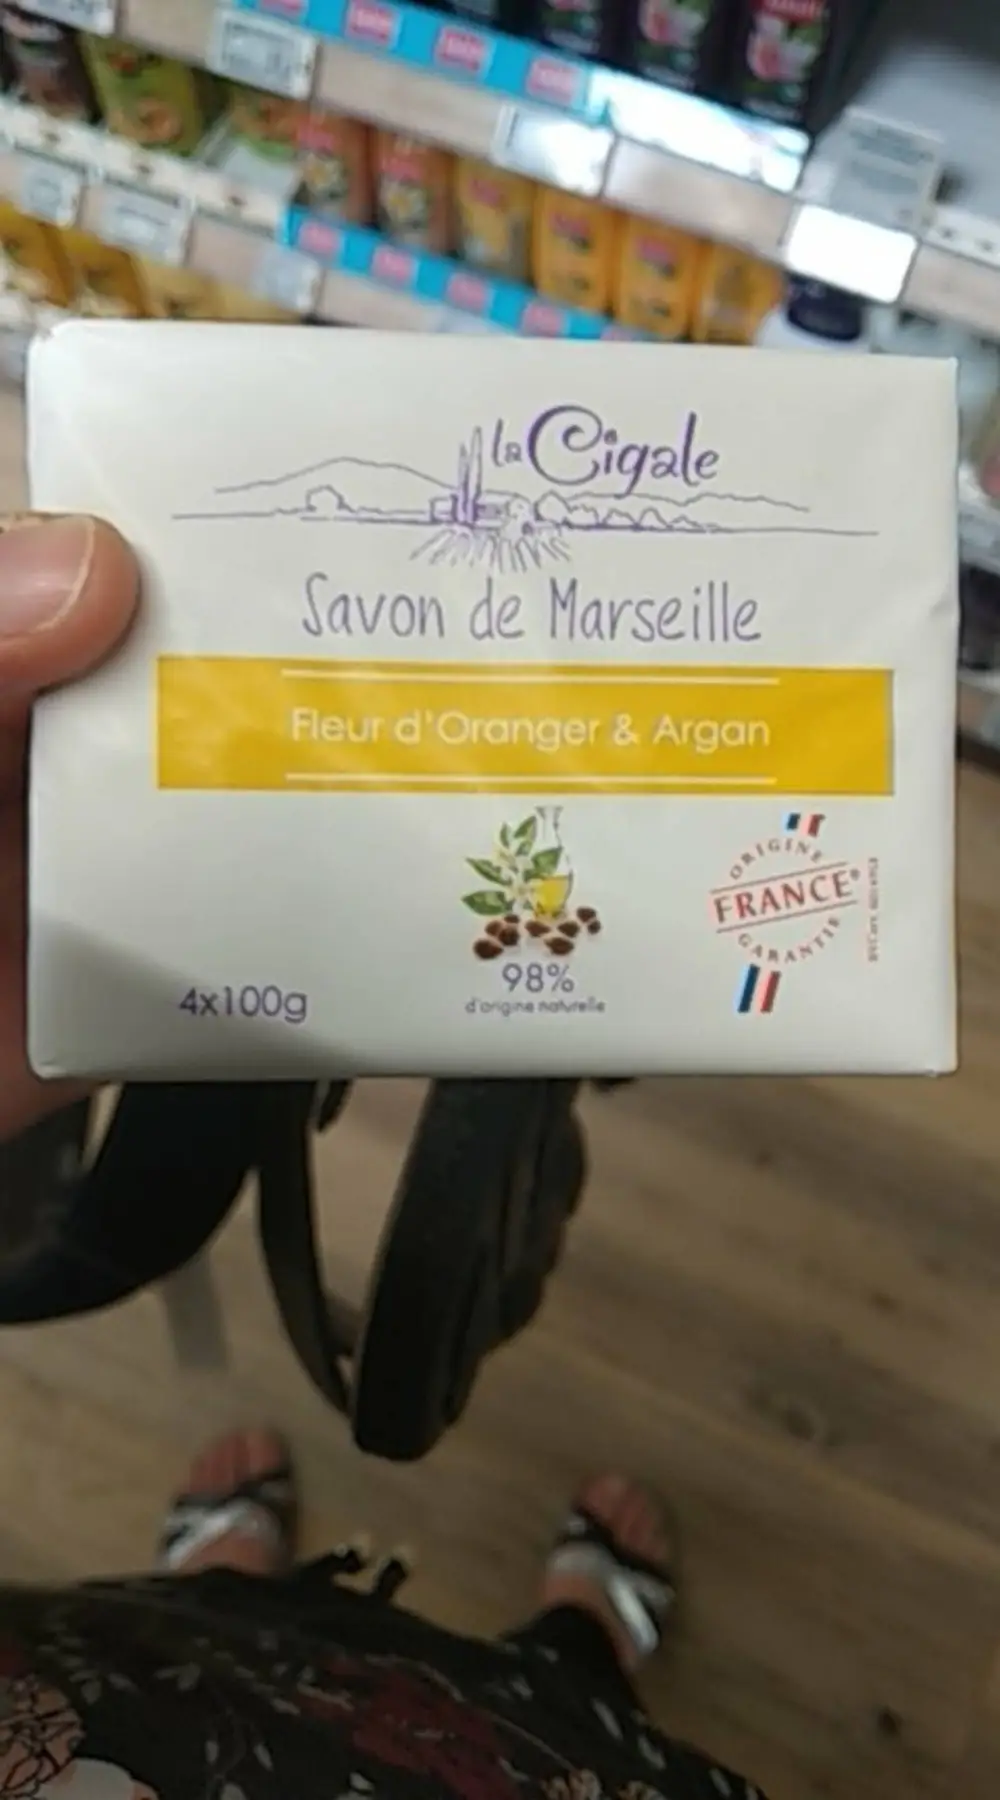 la Cigale
Savon de Marseille
Fleur d'Oranger & Argan
ORIGINE
FRANCE®
GARANTIE
98%
d'origine naturelle
4x100g